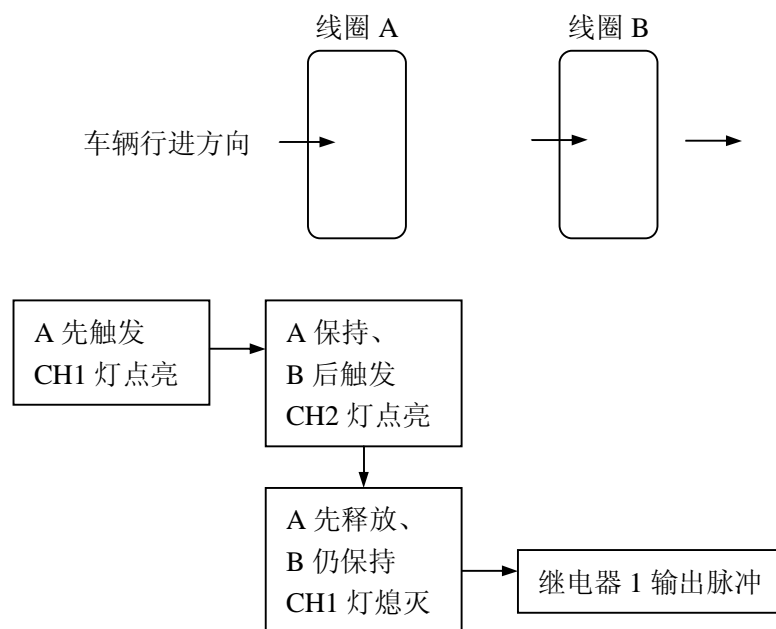 线圈 A
线圈 B
车辆行进方向
A 先触发
CH1 灯点亮
A 保持、
B 后触发
CH2 灯点亮
A 先释放、
B 仍保持
CH1 灯熄灭
继电器 1 输出脉冲